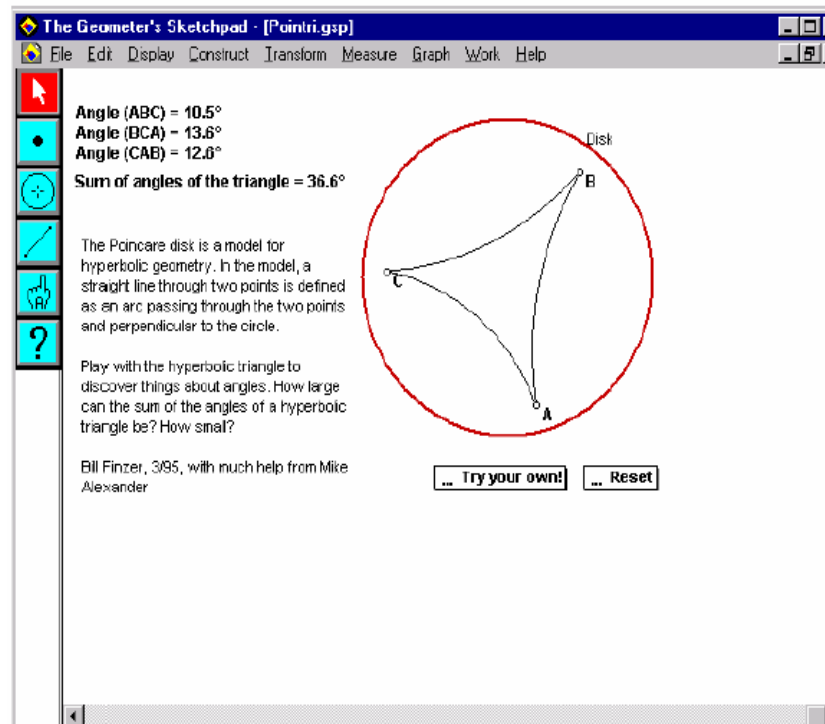 The Geometer's Sketchpad - [Pointri.gsp]
File Edit Display Construct Transform Measure Graph Work Help
Angle (ABC) = 10.5°
Angle (BCA) = 13.6°
Angle (CAB) = 12.6°
Sum of angles of the triangle = 36.6°
Disk
B
C
A
The Poincare disk is a model for
hyperbolic geometry. In the model, a
straight line through two points is defined
as an arc passing through the two points
and perpendicular to the circle.
Play with the hyperbolic triangle to
discover things about angles. How large
can the sum of the angles of a hyperbolic
triangle be? How small?
Bill Finzer, 3/95, with much help from Mike
Alexander
... Try your own!
... Reset
A
?